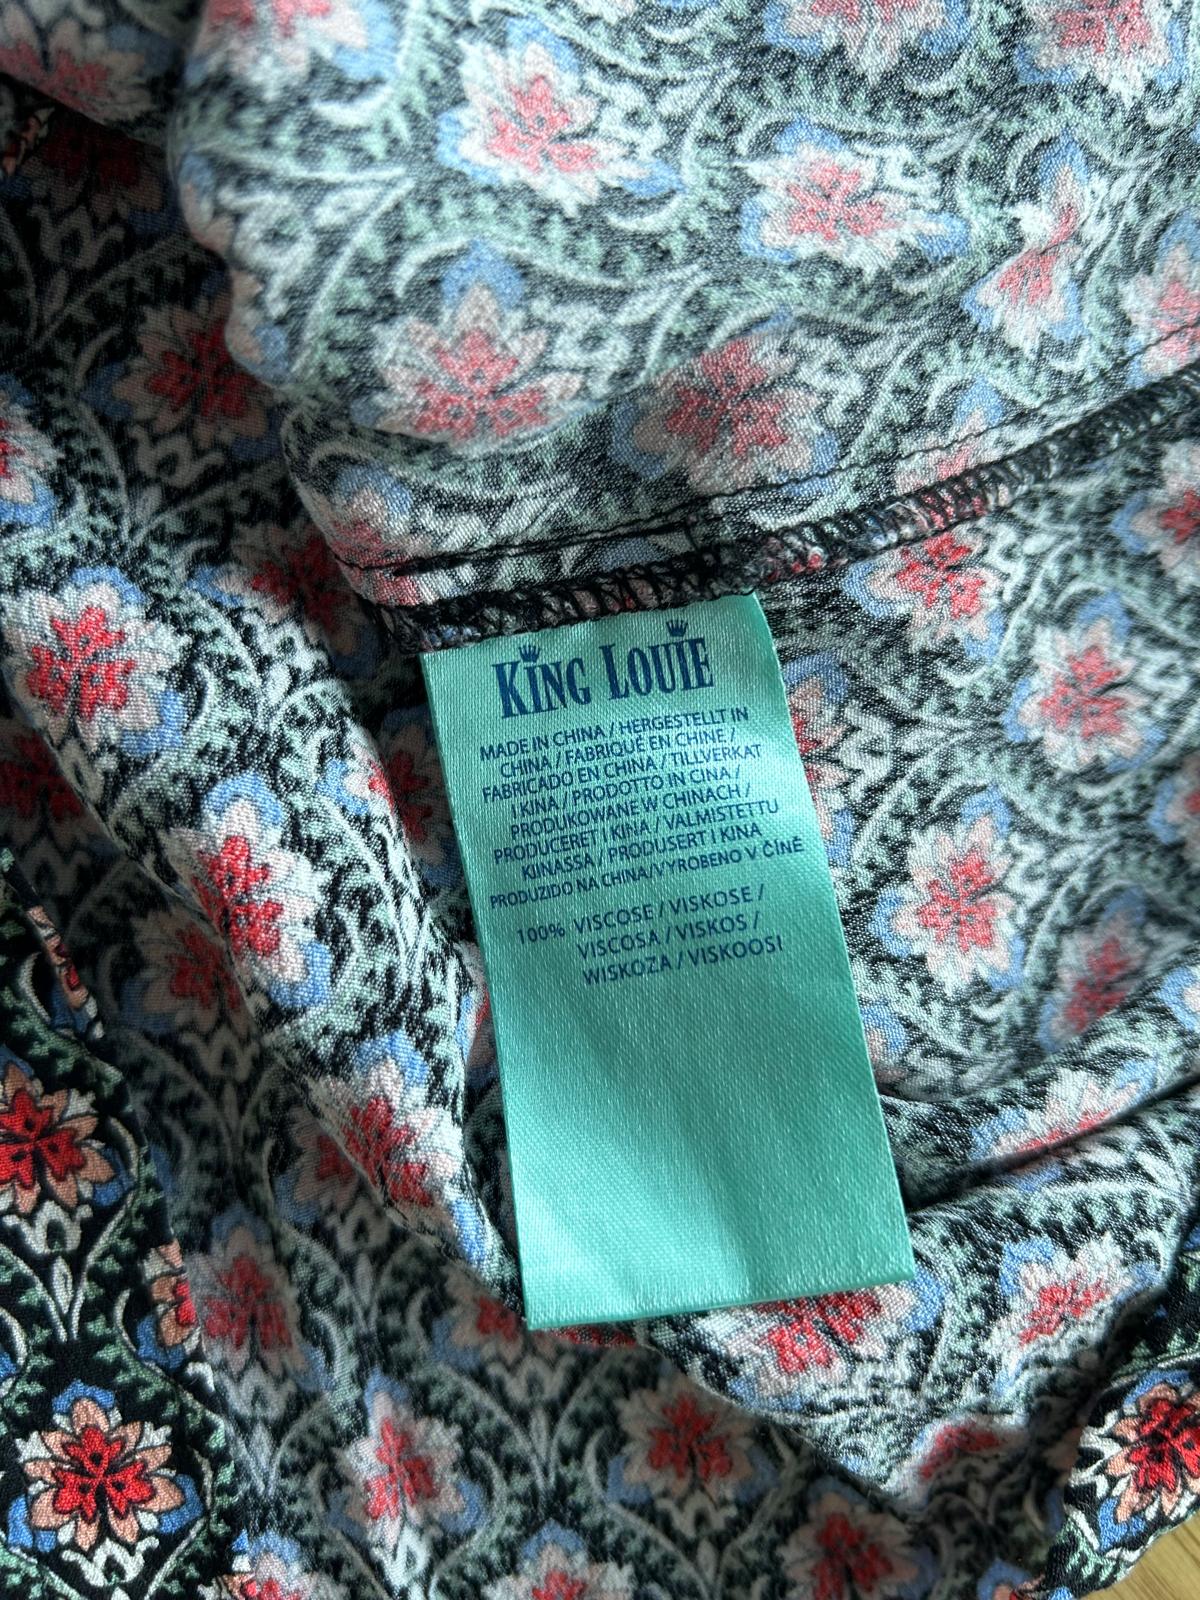 KING LOUIE
MADE IN CHINA / HERGESTELLT IN
CHINA / FABRIQUÉ EN CHINE /
FABRICADO EN CHINA / TILLVERKAT
I KINA / PRODOTTO IN CINA /
PRODUKOWANE W CHINACH /
PRODUCERET I KINA / VALMISTETTU
KIINASSA / PRODUSERT I KINA
PRODUZIDO NA CHINA/VYROBENO V ČÍNĚ
100% VISCOSE / VISKOSE /
VISCOSA / VISKOS /
WISKOZA / VISKOOSI